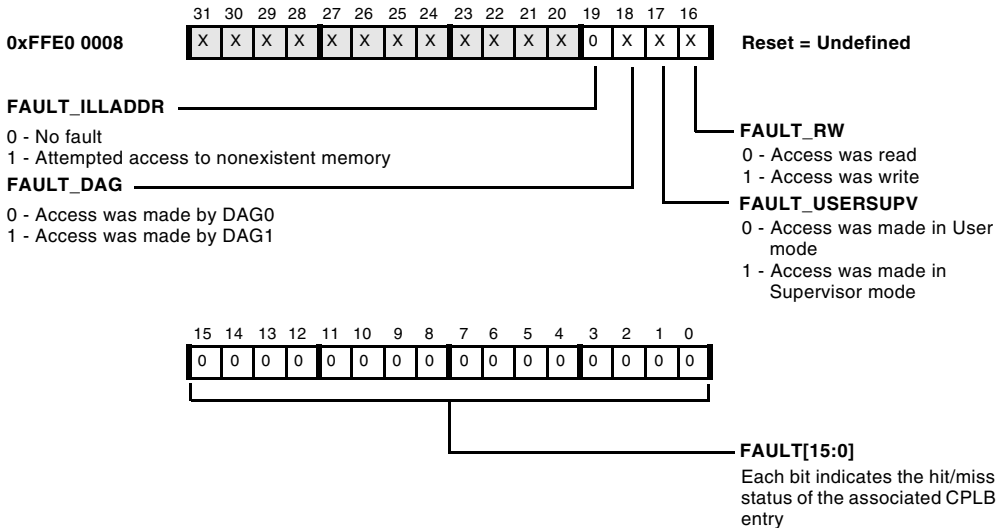 31 30 29 28 27 26 25 24 23 22 21 20 19 18 17 16
0xFFE0 0008
X X X X X X X X X X X X 0 X X X
Reset = Undefined
FAULT_ILLADDR
0 - No fault
1 - Attempted access to nonexistent memory
FAULT_DAG
0 - Access was made by DAG0
1 - Access was made by DAG1
FAULT_RW
0 - Access was read
1 - Access was write
FAULT_USERSUPV
0 - Access was made in User
mode
1 - Access was made in
Supervisor mode
15 14 13 12 11 10 9 8 7 6 5 4 3 2 1 0
0 0 0 0 0 0 0 0 0 0 0 0 0 0 0 0
FAULT[15:0]
Each bit indicates the hit/miss
status of the associated CPLB
entry